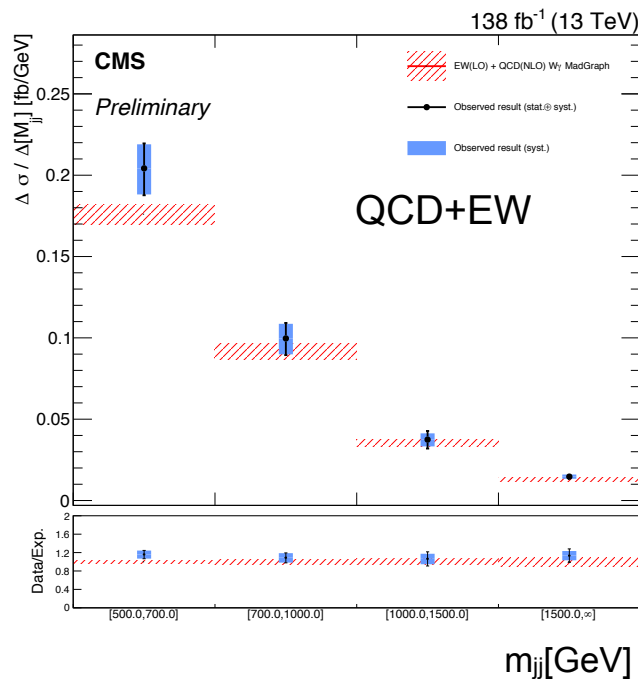 138 fb⁻¹ (13 TeV)
CMS
Preliminary
EW(LO) + QCD(NLO) Wγ MadGraph
Observed result (stat.⊕ syst.)
Observed result (syst.)
QCD+EW
Δ σ / Δ[M_jj] [fb/GeV]
0.25
0.2
0.15
0.1
0.05
0
Data/Exp.
2
1.6
1.2
0.8
0.4
0
[500.0,700.0] [700.0,1000.0] [1000.0,1500.0] [1500.0,∞]
m_jj[GeV]